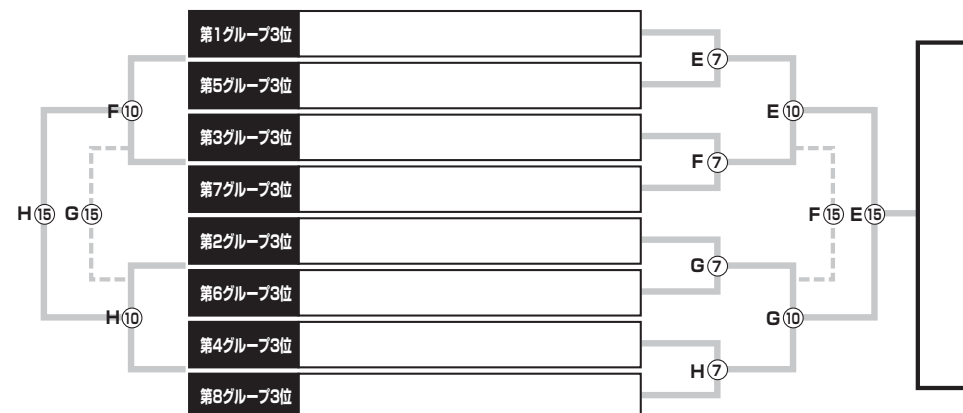 第1グループ3位
第5グループ3位
第3グループ3位
第7グループ3位
第2グループ3位
第6グループ3位
第4グループ3位
第8グループ3位
F⑩
H⑮ G⑮
H⑩
E⑦
F⑦
G⑦
H⑦
E⑩
F⑮ E⑮
G⑩